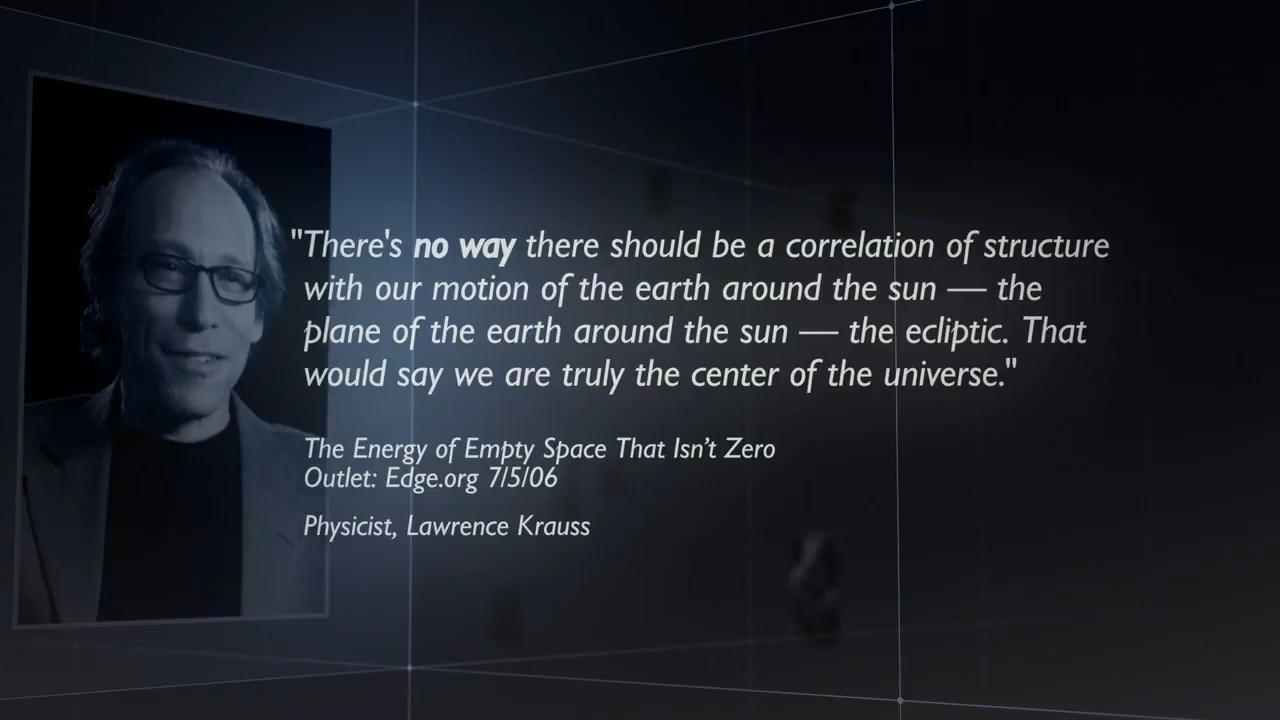 "There's no way there should be a correlation of structure
with our motion of the earth around the sun — the
plane of the earth around the sun — the ecliptic. That
would say we are truly the center of the universe."
The Energy of Empty Space That Isn’t Zero
Outlet: Edge.org 7/5/06
Physicist, Lawrence Krauss